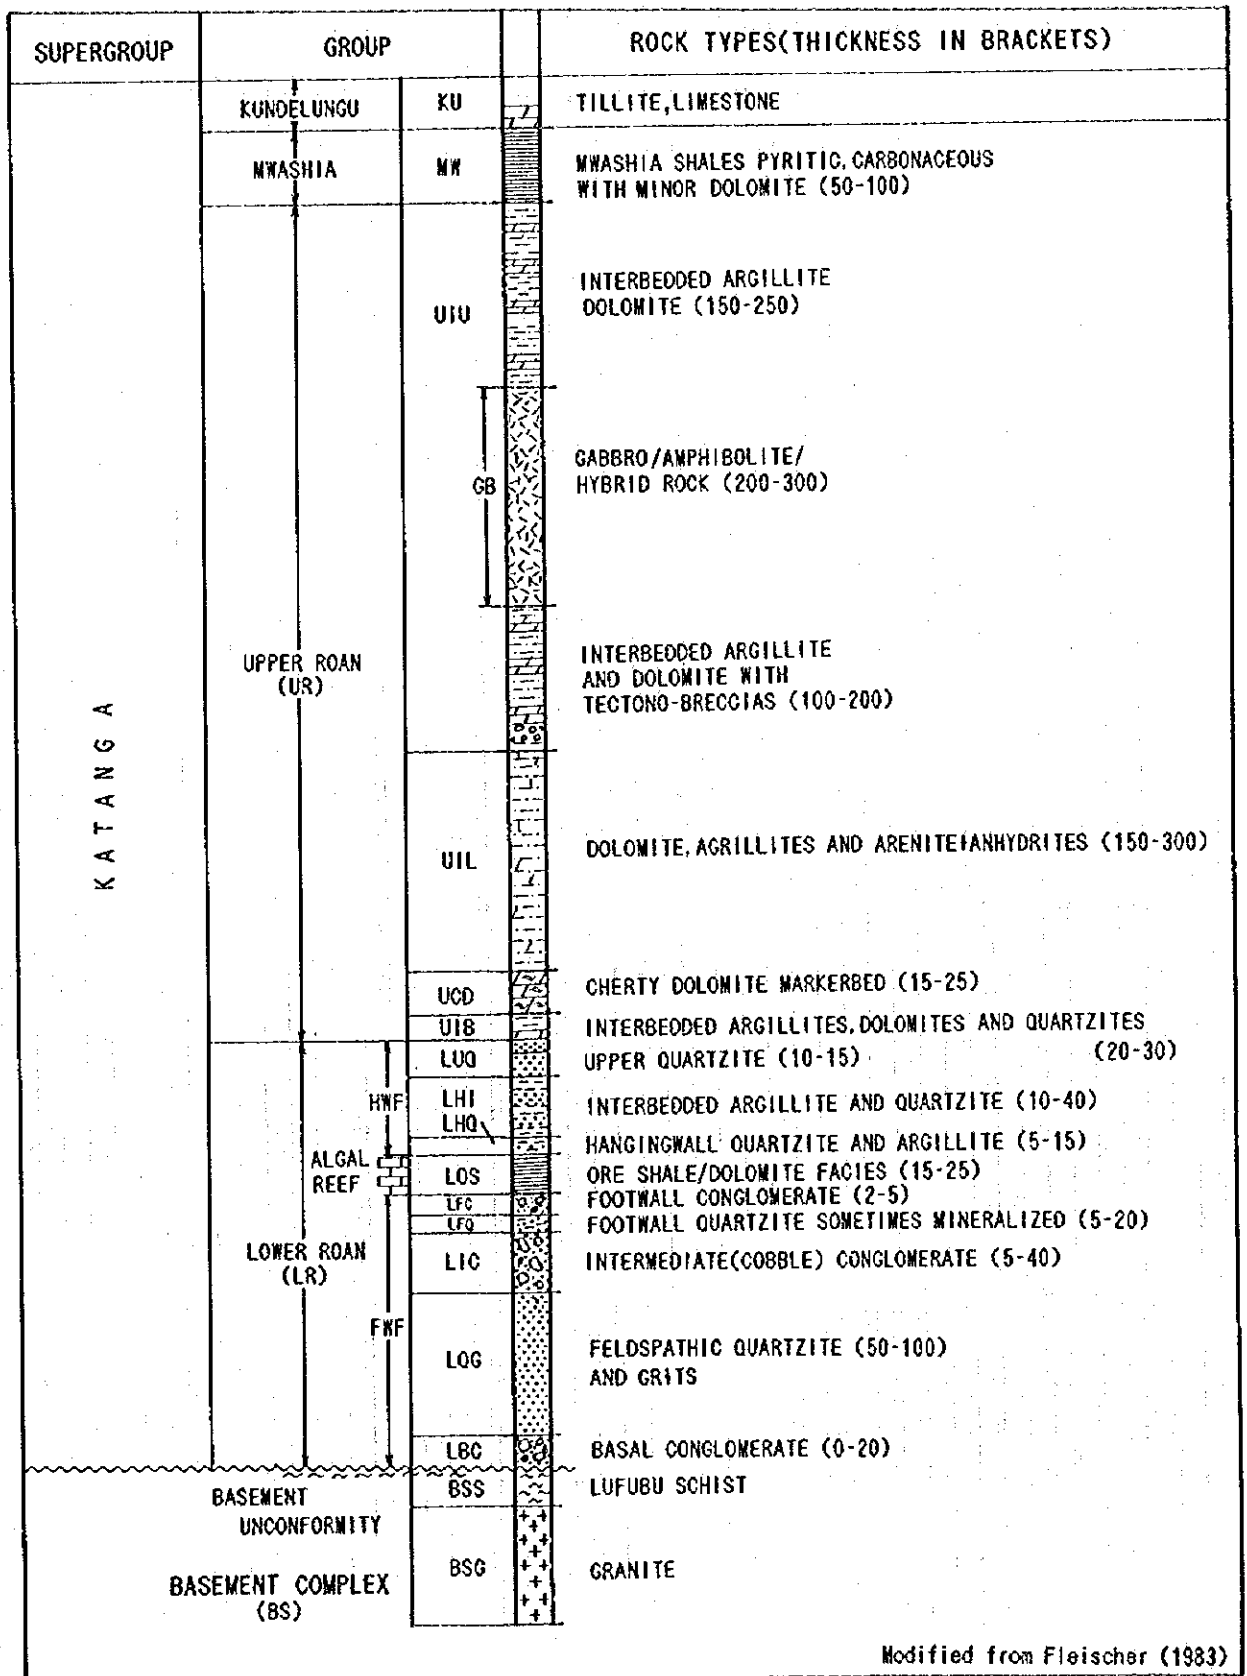 SUPERGROUP GROUP ROCK TYPES(THICKNESS IN BRACKETS)
KUNDELUNGU KU TILLITE,LIMESTONE
MWASHIA MW MWASHIA SHALES PYRITIC,CARBONACEOUS
WITH MINOR DOLOMITE (50-100)
UIU INTERBEDDED ARGILLITE
DOLOMITE (150-250)
GB GABBRO/AMPHIBOLITE/
HYBRID ROCK (200-300)
UPPER ROAN
(UR)
INTERBEDDED ARGILLITE
AND DOLOMITE WITH
TECTONO-BRECCIAS (100-200)
KATANGA
UIL DOLOMITE,AGRILLITES AND ARENITE±ANHYDRITES (150-300)
UCD CHERTY DOLOMITE MARKERBED (15-25)
UIB INTERBEDDED ARGILLITES,DOLOMITES AND QUARTZITES
(20-30)
LUQ UPPER QUARTZITE (10-15)
HWF LHI INTERBEDDED ARGILLITE AND QUARTZITE (10-40)
LHQ HANGINGWALL QUARTZITE AND ARGILLITE (5-15)
ALGAL
REEF
LOS ORE SHALE/DOLOMITE FACIES (15-25)
LFC FOOTWALL CONGLOMERATE (2-5)
LFQ FOOTWALL QUARTZITE SOMETIMES MINERALIZED (5-20)
LOWER ROAN
(LR)
LIC INTERMEDIATE(COBBLE) CONGLOMERATE (5-40)
FWF
LQG FELDSPATHIC QUARTZITE (50-100)
AND GRITS
LBC BASAL CONGLOMERATE (0-20)
BASEMENT
UNCONFORMITY
BSS LUFUBU SCHIST
BASEMENT COMPLEX
(BS)
BSG GRANITE
Modified from Fleischer (1983)